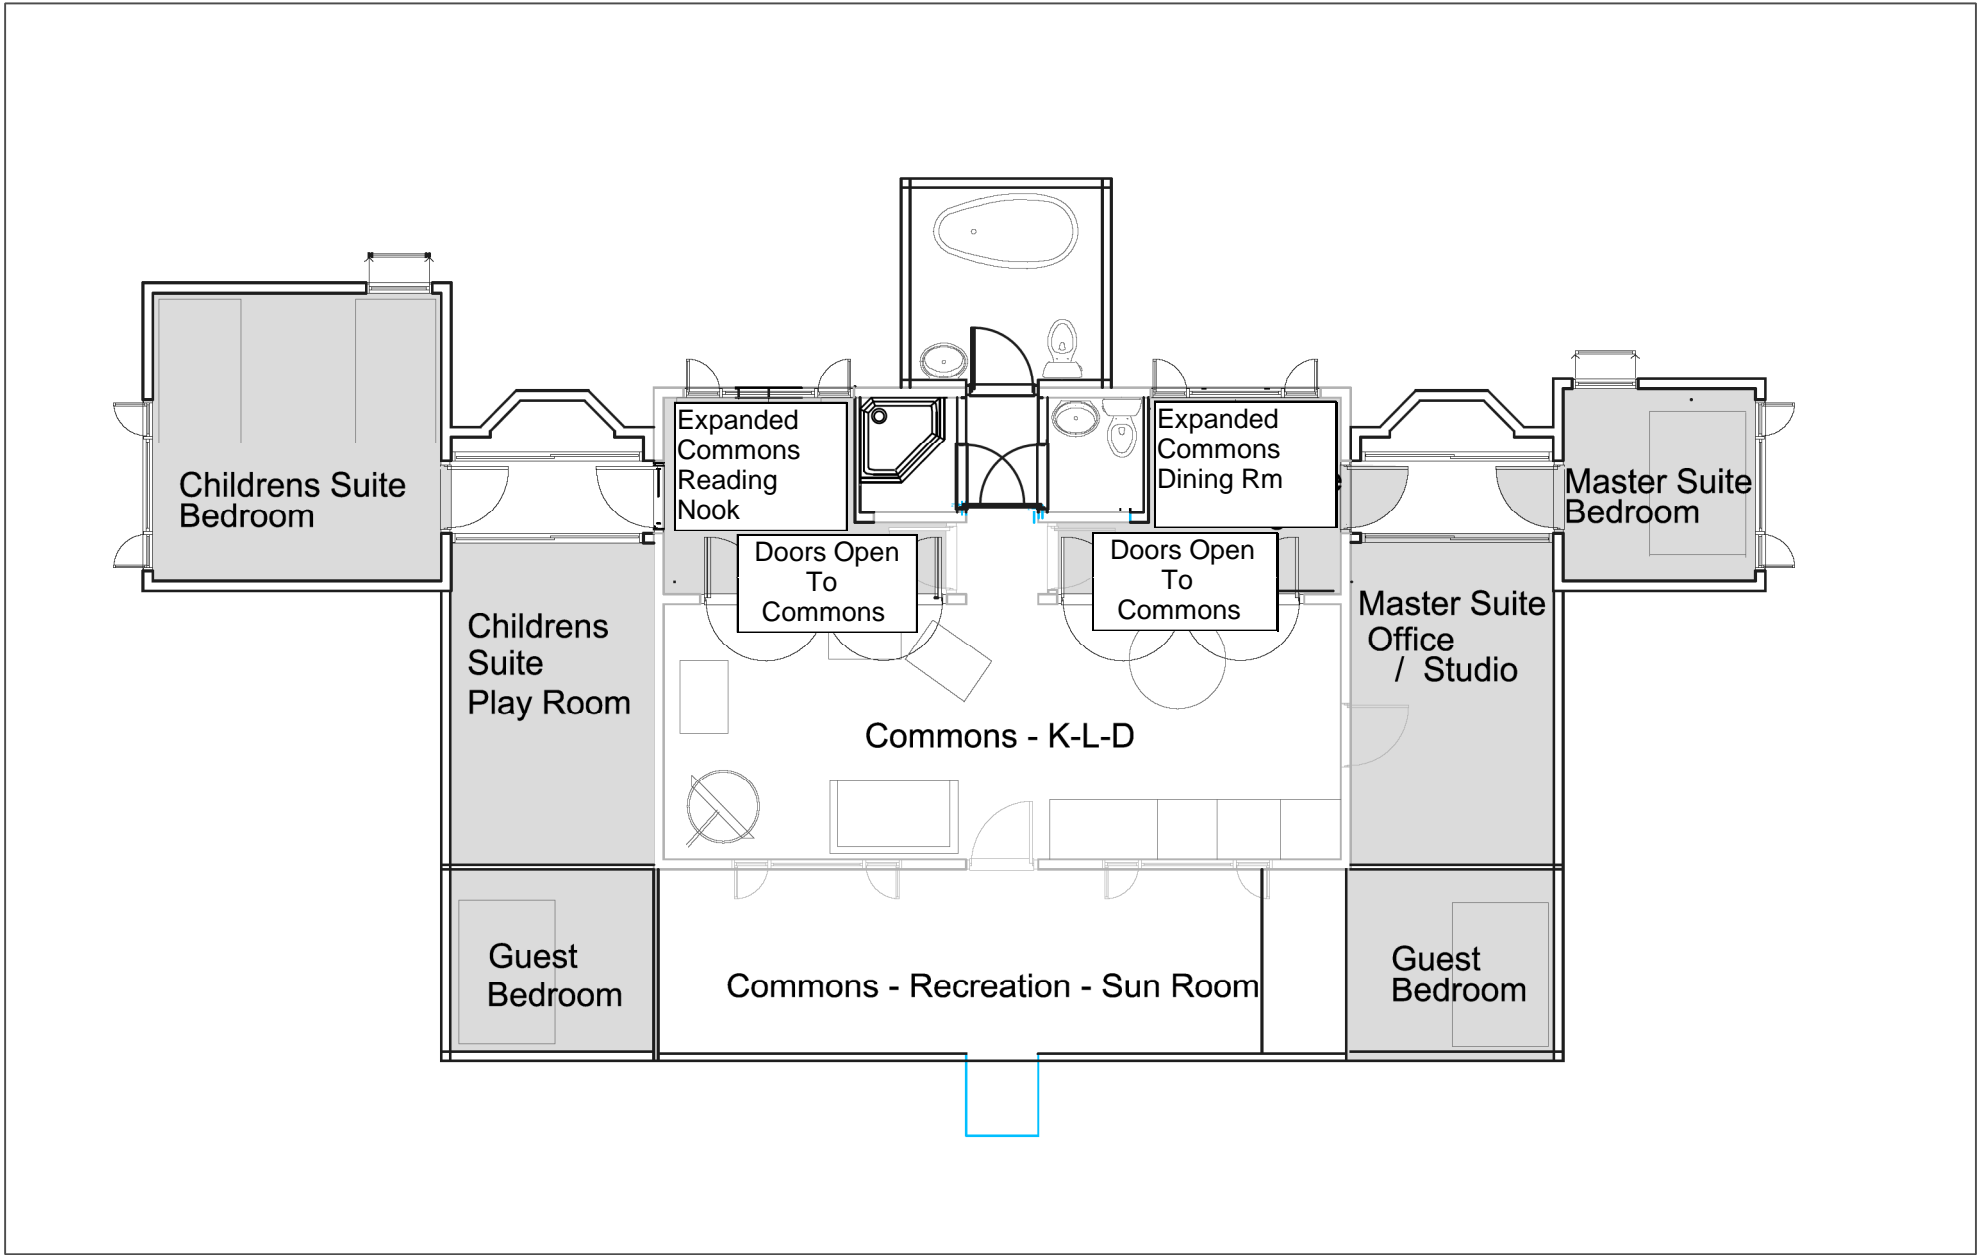 Expanded
Commons
Reading
Nook
Expanded
Commons
Dining Rm
Childrens Suite
Bedroom
Master Suite
Bedroom
Doors Open
To
Commons
Doors Open
To
Commons
Childrens
Suite
Play Room
Master Suite
Office
/ Studio
Commons - K-L-D
Guest
Bedroom
Commons - Recreation - Sun Room
Guest
Bedroom